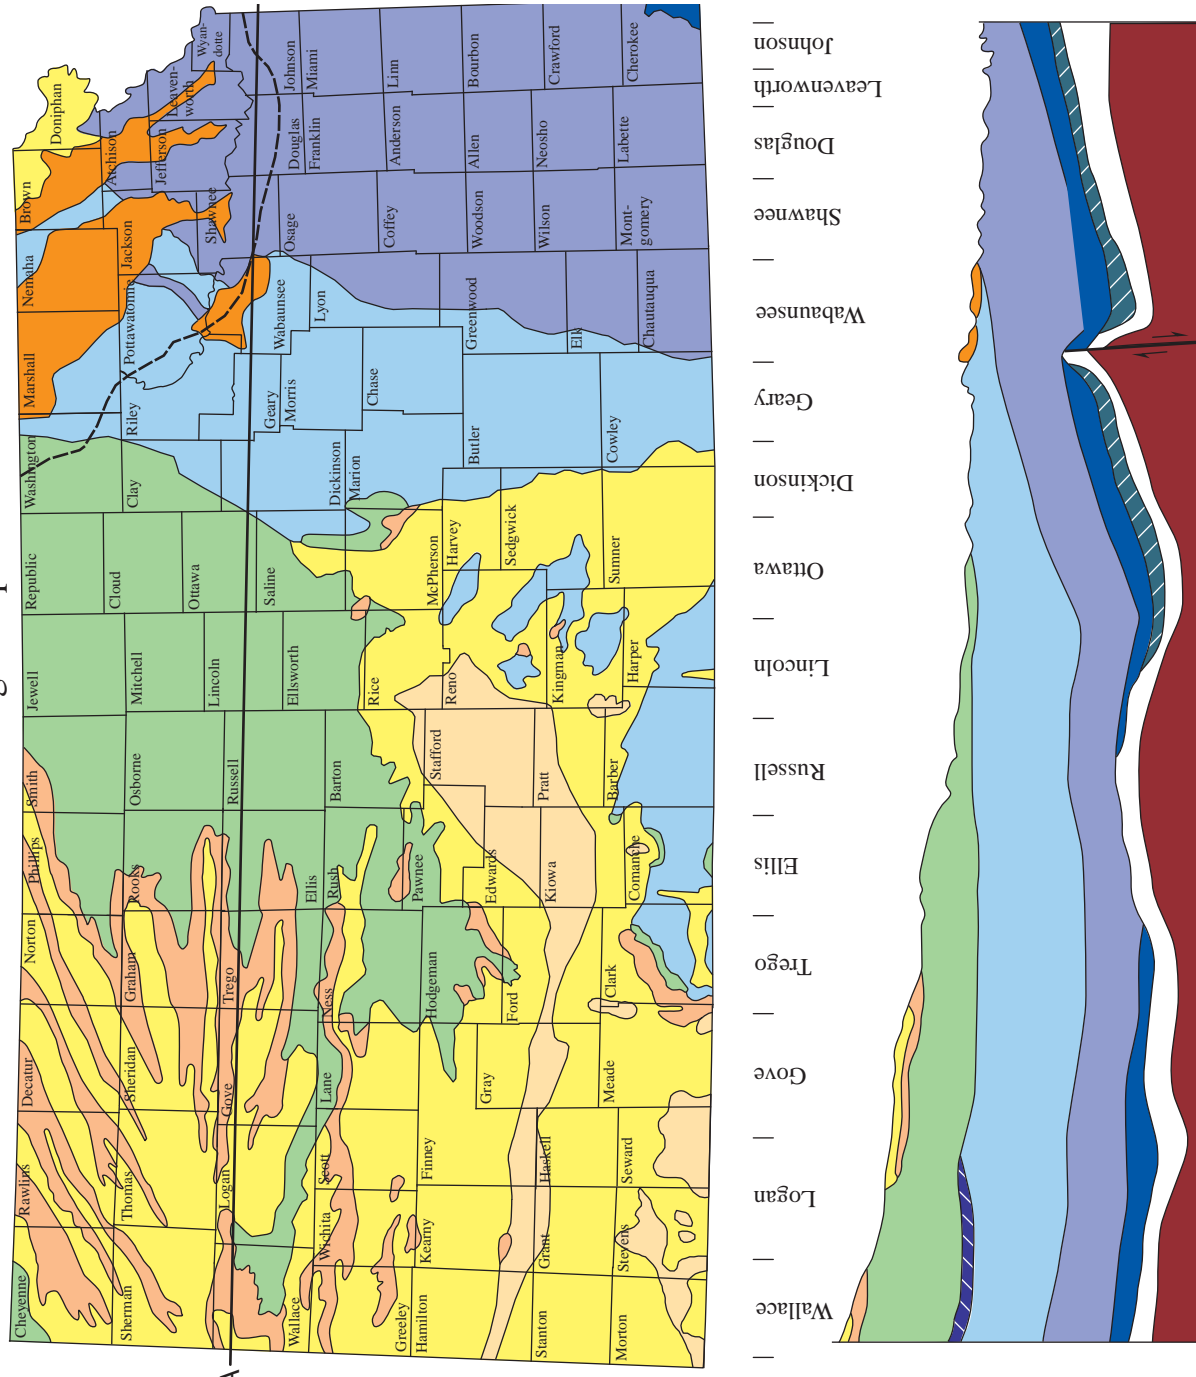 Cheyenne
Rawlins
Decatur
Norton
Phillips
Smith
Jewell
Republic
Washington
Marshall
Nemaha
Brown
Doniphan
Sherman
Thomas
Sheridan
Graham
Rooks
Osborne
Mitchell
Cloud
Clay
Riley
Pottawatomie
Jackson
Atchison
Jefferson
Leaven-
worth
Wyan-
dotte
Wallace
Logan
Gove
Trego
Ellis
Russell
Lincoln
Ottawa
Saline
Ellsworth
Dickinson
Geary
Morris
Wabaunsee
Shawnee
Osage
Douglas
Franklin
Johnson
Miami
Greeley
Wichita
Scott
Lane
Ness
Rush
Barton
Rice
McPherson
Marion
Chase
Lyon
Coffey
Anderson
Linn
Hamilton
Kearny
Finney
Hodgeman
Pawnee
Stafford
Reno
Harvey
Butler
Greenwood
Woodson
Allen
Bourbon
Stanton
Grant
Haskell
Gray
Ford
Edwards
Kiowa
Pratt
Kingman
Sedgwick
Elk
Wilson
Neosho
Crawford
Morton
Stevens
Seward
Meade
Clark
Comanche
Barber
Harper
Sumner
Cowley
Chautauqua
Mont-
gomery
Labette
Cherokee
A
Johnson
Leavenworth
Douglas
Shawnee
Wabaunsee
Geary
Dickinson
Ottawa
Lincoln
Russell
Ellis
Trego
Gove
Logan
Wallace